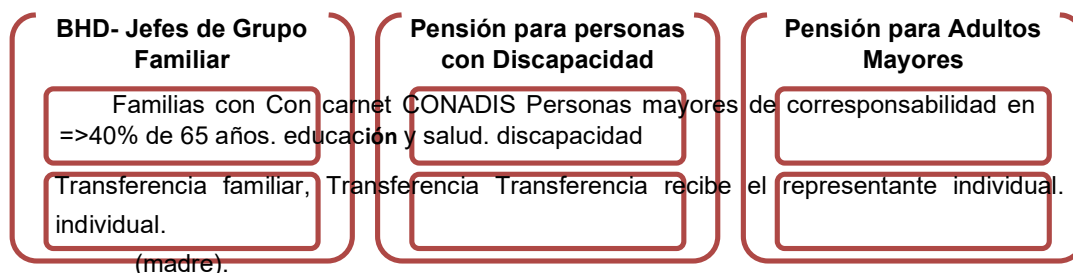 BHD- Jefes de Grupo
Familiar
Pensión para personas
con Discapacidad
Pensión para Adultos
Mayores
Familias con Con carnet CONADIS Personas mayores de corresponsabilidad en
=>40% de 65 años. educación y salud. discapacidad
Transferencia familiar, Transferencia Transferencia recibe el representante individual.
individual.
(madre).